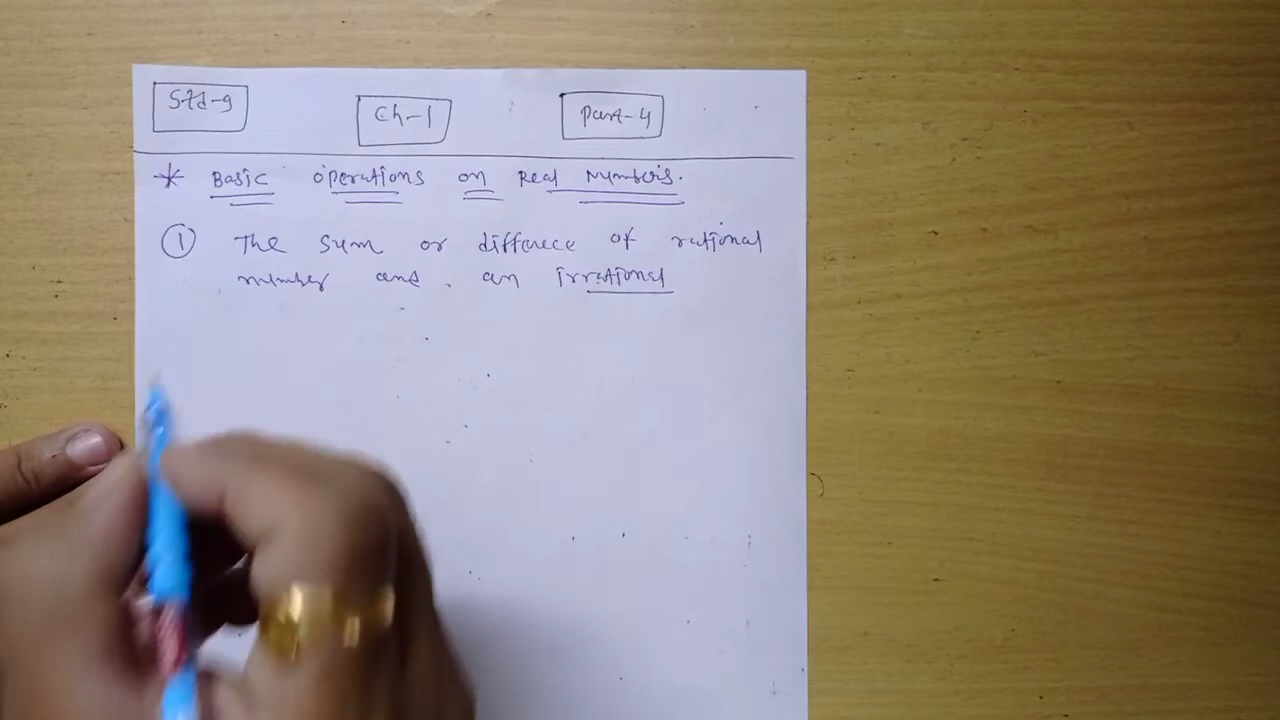 Std-9 Ch-1 Part-4
* Basic operations on Real Numbers.
① The sum or differece of rational
number and an irrational